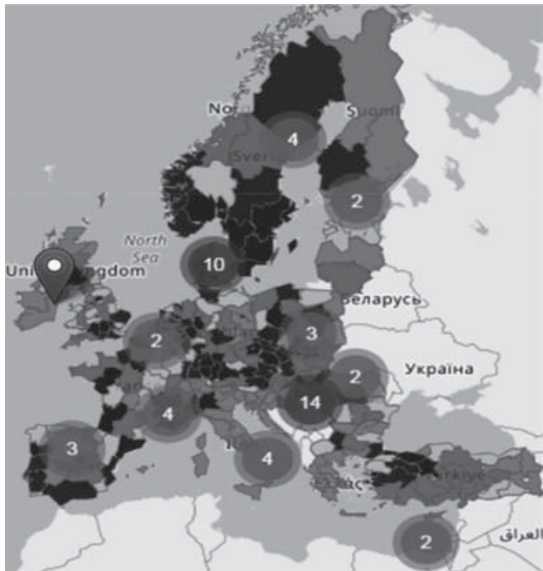 Nor
Suomi
4
Sverige
2
North
Sea
10
United Kingdom
Беларусь
2
3
Україна
2
14
4
3
4
Türkiye
العراق
2